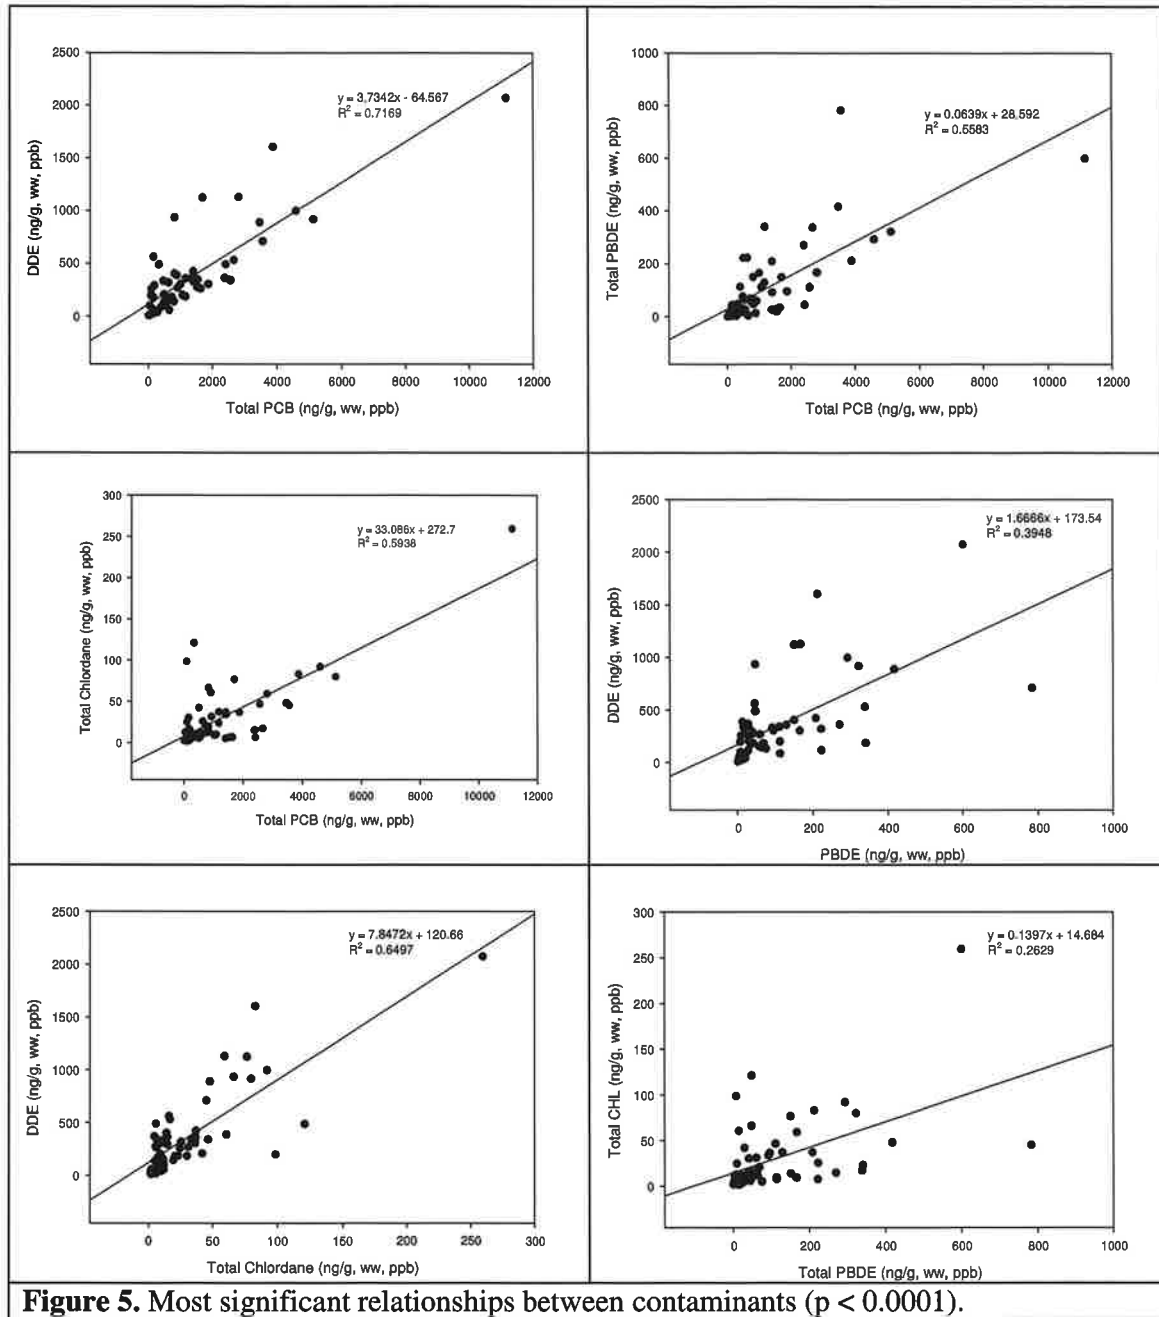 2500
2000
1500
1000
500
0
DDE (ng/g, ww, ppb)
y = 3.7342x - 64.567
R² = 0.7169
0 2000 4000 6000 8000 10000 12000
Total PCB (ng/g, ww, ppb)
1000
800
600
400
200
0
Total PBDE (ng/g, ww, ppb)
y = 0.0639x + 28.592
R² = 0.5583
0 2000 4000 6000 8000 10000 12000
Total PCB (ng/g, ww, ppb)
300
250
200
150
100
50
0
Total Chlordane (ng/g, ww, ppb)
y = 33.086x + 272.7
R² = 0.5938
0 2000 4000 6000 8000 10000 12000
Total PCB (ng/g, ww, ppb)
2500
2000
1500
1000
500
0
DDE (ng/g, ww, ppb)
y = 1.6666x + 173.54
R² = 0.3948
0 200 400 600 800 1000
PBDE (ng/g, ww, ppb)
2500
2000
1500
1000
500
0
DDE (ng/g, ww, ppb)
y = 7.8472x + 120.66
R² = 0.6497
0 50 100 150 200 250 300
Total Chlordane (ng/g, ww, ppb)
300
250
200
150
100
50
0
Total CHL (ng/g, ww, ppb)
y = 0.1397x + 14.684
R² = 0.2629
0 200 400 600 800 1000
Total PBDE (ng/g, ww, ppb)
Figure 5. Most significant relationships between contaminants (p < 0.0001).